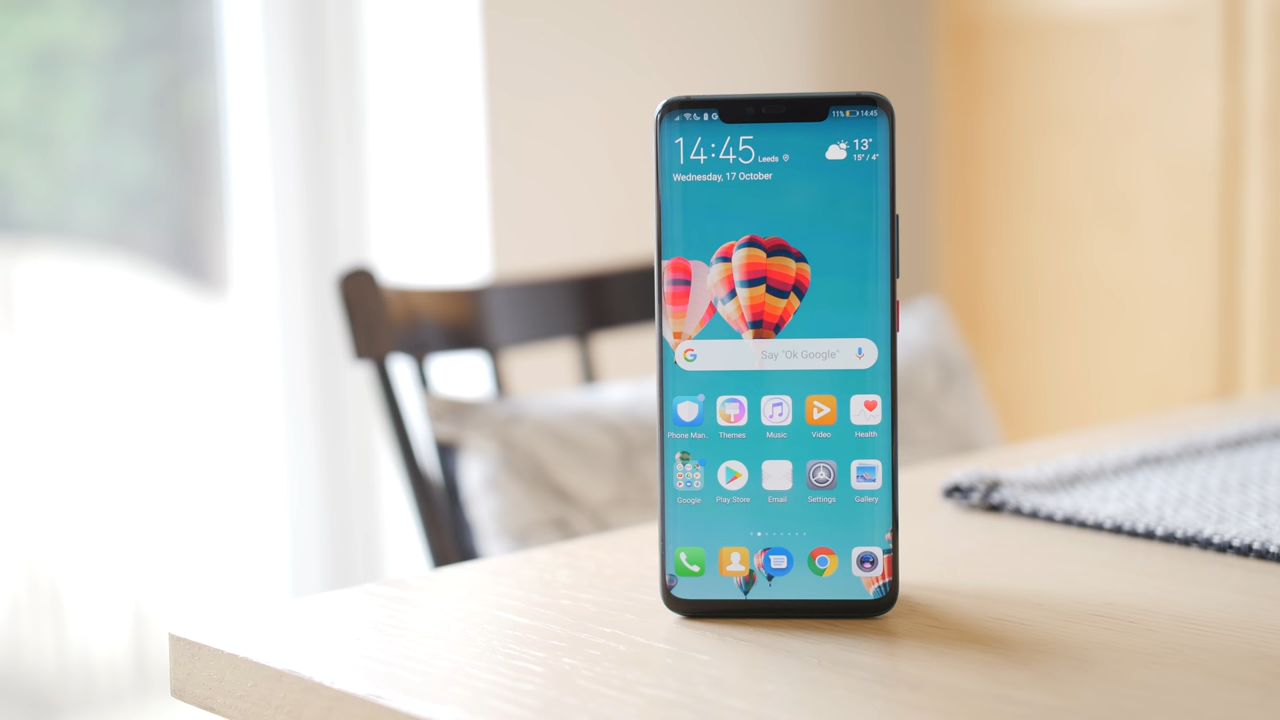 11% 14:45
14:45 Leeds
13°
15° / 4°
Wednesday, 17 October
G Say "Ok Google"
Phone Man.. Themes Music Video Health
Google Play Store Email Settings Gallery